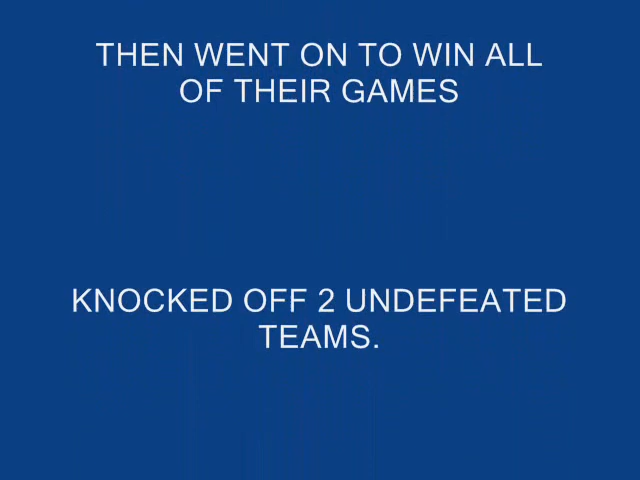 THEN WENT ON TO WIN ALL
OF THEIR GAMES
KNOCKED OFF 2 UNDEFEATED
TEAMS.